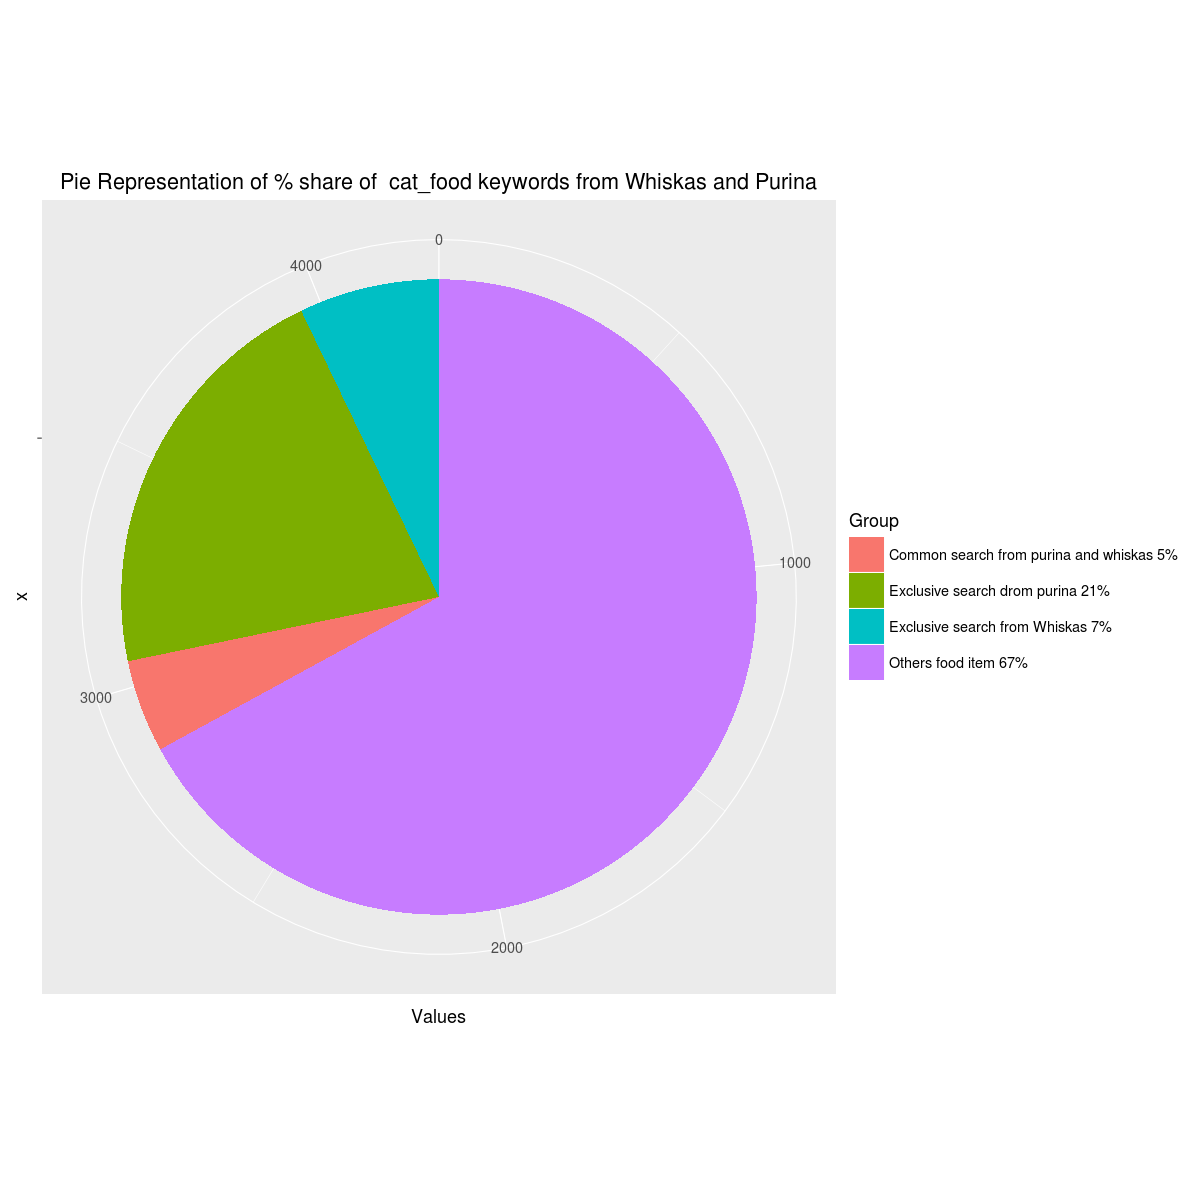 Pie Representation of % share of  cat_food keywords from Whiskas and Purina
0
4000
1000
3000
2000
x
Values
Group
Common search from purina and whiskas 5%
Exclusive search drom purina 21%
Exclusive search from Whiskas 7%
Others food item 67%